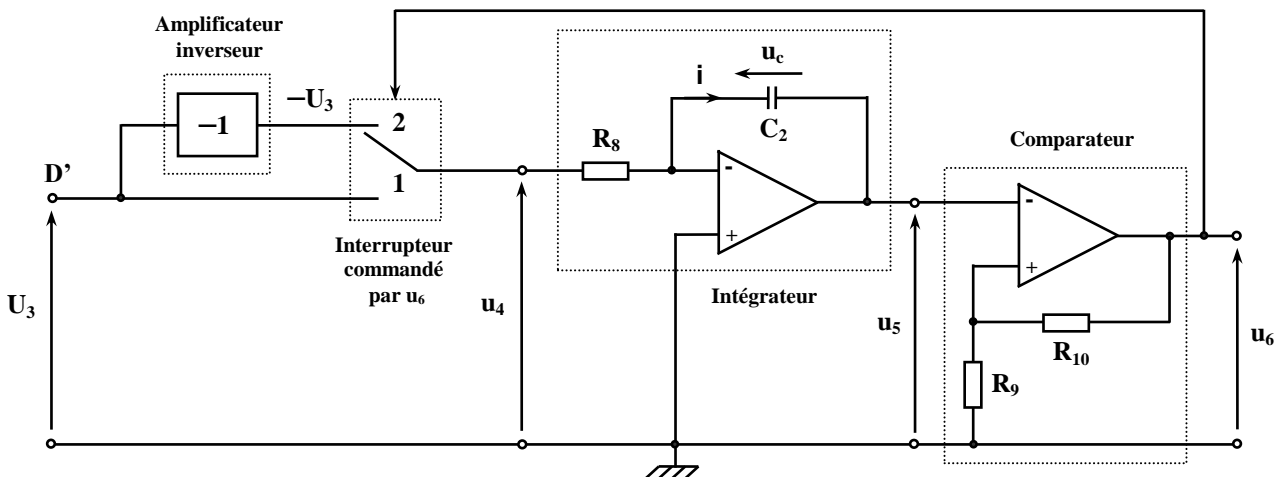 Amplificateur
inverseur
−1
−U₃
2
1
D’
Interrupteur
commandé
par u₆
U₃
u₄
R₈
i
u_c
C₂
-
+
Intégrateur
u₅
Comparateur
-
+
R₁₀
R₉
u₆